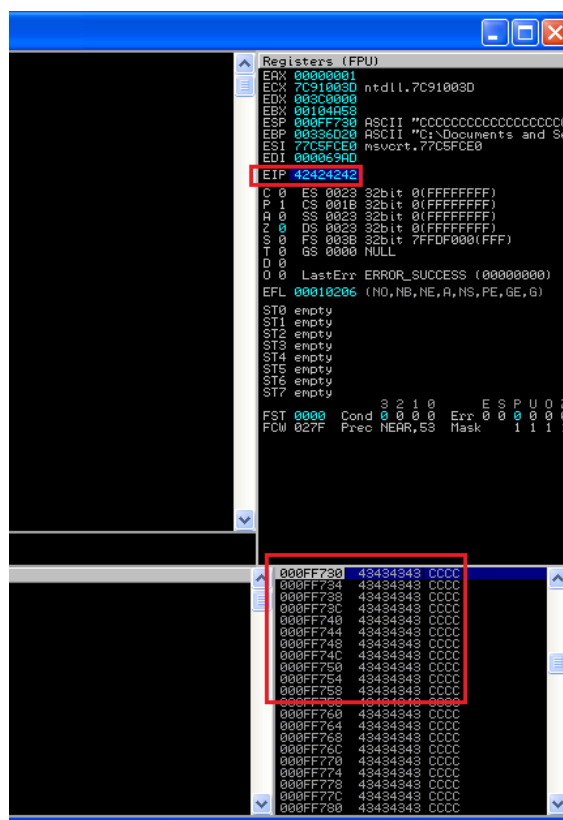 Registers (FPU)
EAX 00000001
ECX 7C91003D ntdll.7C91003D
EDX 003C0000
EBX 00104A58
ESP 000FF730 ASCII "CCCCCCCCCCCCCCCCC
EBP 00336D20 ASCII "C:\Documents and Se
ESI 77C5FCE0 msvcrt.77C5FCE0
EDI 000069AD
EIP 42424242
C 0 ES 0023 32bit 0(FFFFFFFF)
P 1 CS 001B 32bit 0(FFFFFFFF)
A 0 SS 0023 32bit 0(FFFFFFFF)
Z 0 DS 0023 32bit 0(FFFFFFFF)
S 0 FS 003B 32bit 7FFDF000(FFF)
T 0 GS 0000 NULL
D 0
O 0 LastErr ERROR_SUCCESS (00000000)
EFL 00010206 (NO,NB,NE,A,NS,PE,GE,G)
ST0 empty
ST1 empty
ST2 empty
ST3 empty
ST4 empty
ST5 empty
ST6 empty
ST7 empty
3 2 1 0 E S P U O Z
FST 0000 Cond 0 0 0 0 Err 0 0 0 0 0
FCW 027F Prec NEAR,53 Mask 1 1 1
000FF730 43434343 CCCC
000FF734 43434343 CCCC
000FF738 43434343 CCCC
000FF73C 43434343 CCCC
000FF740 43434343 CCCC
000FF744 43434343 CCCC
000FF748 43434343 CCCC
000FF74C 43434343 CCCC
000FF750 43434343 CCCC
000FF754 43434343 CCCC
000FF758 43434343 CCCC
000FF760 43434343 CCCC
000FF764 43434343 CCCC
000FF768 43434343 CCCC
000FF76C 43434343 CCCC
000FF770 43434343 CCCC
000FF774 43434343 CCCC
000FF778 43434343 CCCC
000FF77C 43434343 CCCC
000FF780 43434343 CCCC